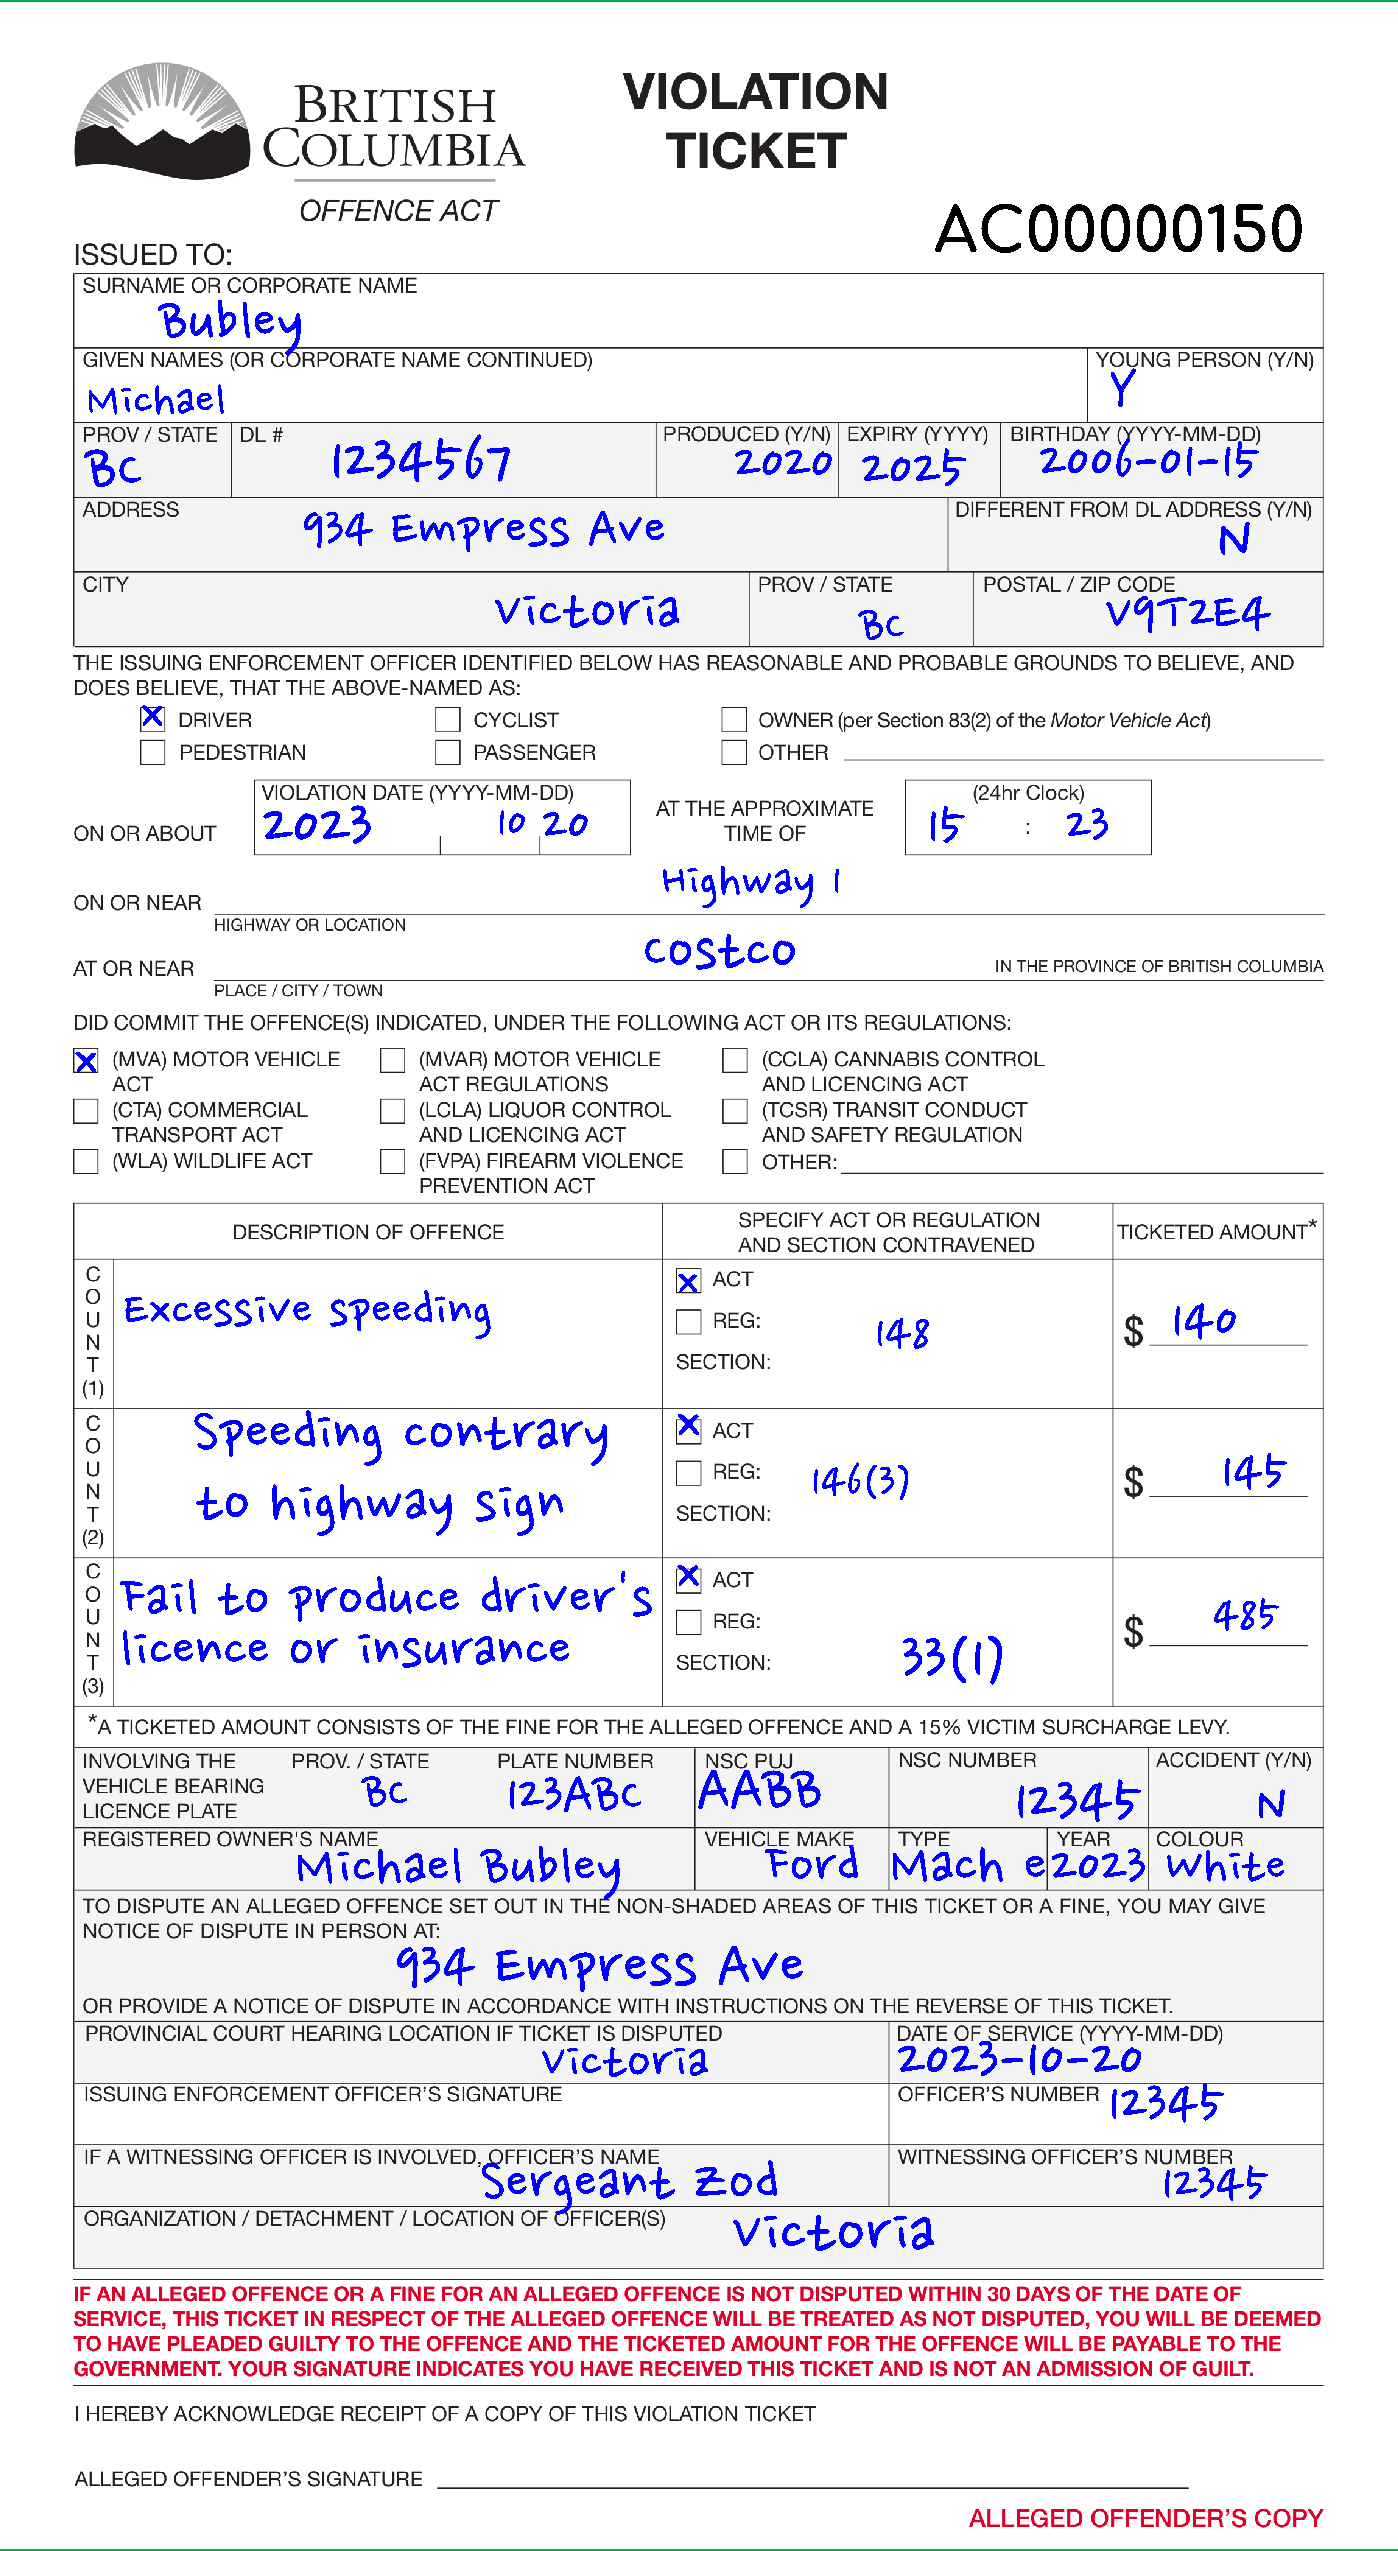 BRITISH
COLUMBIA
OFFENCE ACT
VIOLATION
TICKET
AC00000150
ISSUED TO:
SURNAME OR CORPORATE NAME
Bubley
GIVEN NAMES (OR CORPORATE NAME CONTINUED) YOUNG PERSON (Y/N)
Michael Y
PROV / STATE DL # PRODUCED (Y/N) EXPIRY (YYYY) BIRTHDAY (YYYY-MM-DD)
BC 1234567 2020 2025 2006-01-15
ADDRESS DIFFERENT FROM DL ADDRESS (Y/N)
934 Empress Ave N
CITY PROV / STATE POSTAL / ZIP CODE
Victoria BC V9T2E4
THE ISSUING ENFORCEMENT OFFICER IDENTIFIED BELOW HAS REASONABLE AND PROBABLE GROUNDS TO BELIEVE, AND
DOES BELIEVE, THAT THE ABOVE-NAMED AS:
X DRIVER CYCLIST OWNER (per Section 83(2) of the Motor Vehicle Act)
PEDESTRIAN PASSENGER OTHER
VIOLATION DATE (YYYY-MM-DD) (24hr Clock)
ON OR ABOUT 2023 10 20 AT THE APPROXIMATE
TIME OF 15 : 23
ON OR NEAR Highway 1
HIGHWAY OR LOCATION
AT OR NEAR Costco IN THE PROVINCE OF BRITISH COLUMBIA
PLACE / CITY / TOWN
DID COMMIT THE OFFENCE(S) INDICATED, UNDER THE FOLLOWING ACT OR ITS REGULATIONS:
X (MVA) MOTOR VEHICLE
ACT
(MVAR) MOTOR VEHICLE
ACT REGULATIONS
(CCLA) CANNABIS CONTROL
AND LICENCING ACT
(CTA) COMMERCIAL
TRANSPORT ACT
(LCLA) LIQUOR CONTROL
AND LICENCING ACT
(TCSR) TRANSIT CONDUCT
AND SAFETY REGULATION
(WLA) WILDLIFE ACT
(FVPA) FIREARM VIOLENCE
PREVENTION ACT
OTHER:
DESCRIPTION OF OFFENCE
SPECIFY ACT OR REGULATION
AND SECTION CONTRAVENED
TICKETED AMOUNT*
COUNT (1)
Excessive speeding
X ACT
REG:
SECTION: 148
$ 140
COUNT (2)
Speeding contrary
to highway sign
X ACT
REG:
SECTION: 146(3)
$ 145
COUNT (3)
Fail to produce driver's
licence or insurance
X ACT
REG:
SECTION: 33(1)
$ 485
*A TICKETED AMOUNT CONSISTS OF THE FINE FOR THE ALLEGED OFFENCE AND A 15% VICTIM SURCHARGE LEVY.
INVOLVING THE
VEHICLE BEARING
LICENCE PLATE
PROV. / STATE PLATE NUMBER NSC PUJ NSC NUMBER ACCIDENT (Y/N)
BC 123ABC AABB 12345 N
REGISTERED OWNER'S NAME VEHICLE MAKE TYPE YEAR COLOUR
Michael Bubley Ford Mach e 2023 White
TO DISPUTE AN ALLEGED OFFENCE SET OUT IN THE NON-SHADED AREAS OF THIS TICKET OR A FINE, YOU MAY GIVE
NOTICE OF DISPUTE IN PERSON AT:
934 Empress Ave
OR PROVIDE A NOTICE OF DISPUTE IN ACCORDANCE WITH INSTRUCTIONS ON THE REVERSE OF THIS TICKET.
PROVINCIAL COURT HEARING LOCATION IF TICKET IS DISPUTED DATE OF SERVICE (YYYY-MM-DD)
Victoria 2023-10-20
ISSUING ENFORCEMENT OFFICER'S SIGNATURE OFFICER'S NUMBER 12345
IF A WITNESSING OFFICER IS INVOLVED, OFFICER'S NAME WITNESSING OFFICER'S NUMBER
Sergeant Zod 12345
ORGANIZATION / DETACHMENT / LOCATION OF OFFICER(S) Victoria
IF AN ALLEGED OFFENCE OR A FINE FOR AN ALLEGED OFFENCE IS NOT DISPUTED WITHIN 30 DAYS OF THE DATE OF
SERVICE, THIS TICKET IN RESPECT OF THE ALLEGED OFFENCE WILL BE TREATED AS NOT DISPUTED, YOU WILL BE DEEMED
TO HAVE PLEADED GUILTY TO THE OFFENCE AND THE TICKETED AMOUNT FOR THE OFFENCE WILL BE PAYABLE TO THE
GOVERNMENT. YOUR SIGNATURE INDICATES YOU HAVE RECEIVED THIS TICKET AND IS NOT AN ADMISSION OF GUILT.
I HEREBY ACKNOWLEDGE RECEIPT OF A COPY OF THIS VIOLATION TICKET
ALLEGED OFFENDER'S SIGNATURE
ALLEGED OFFENDER'S COPY